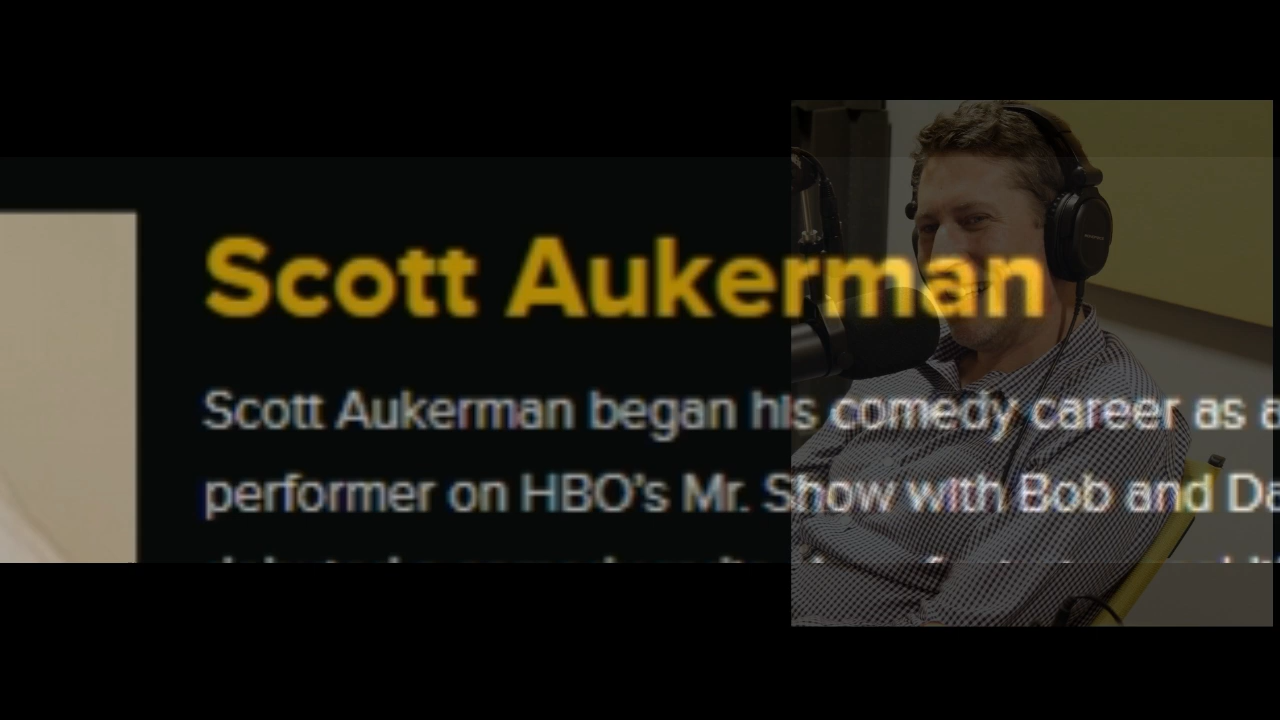 Scott Aukerman
Scott Aukerman began his comedy career as a
performer on HBO's Mr. Show with Bob and Da